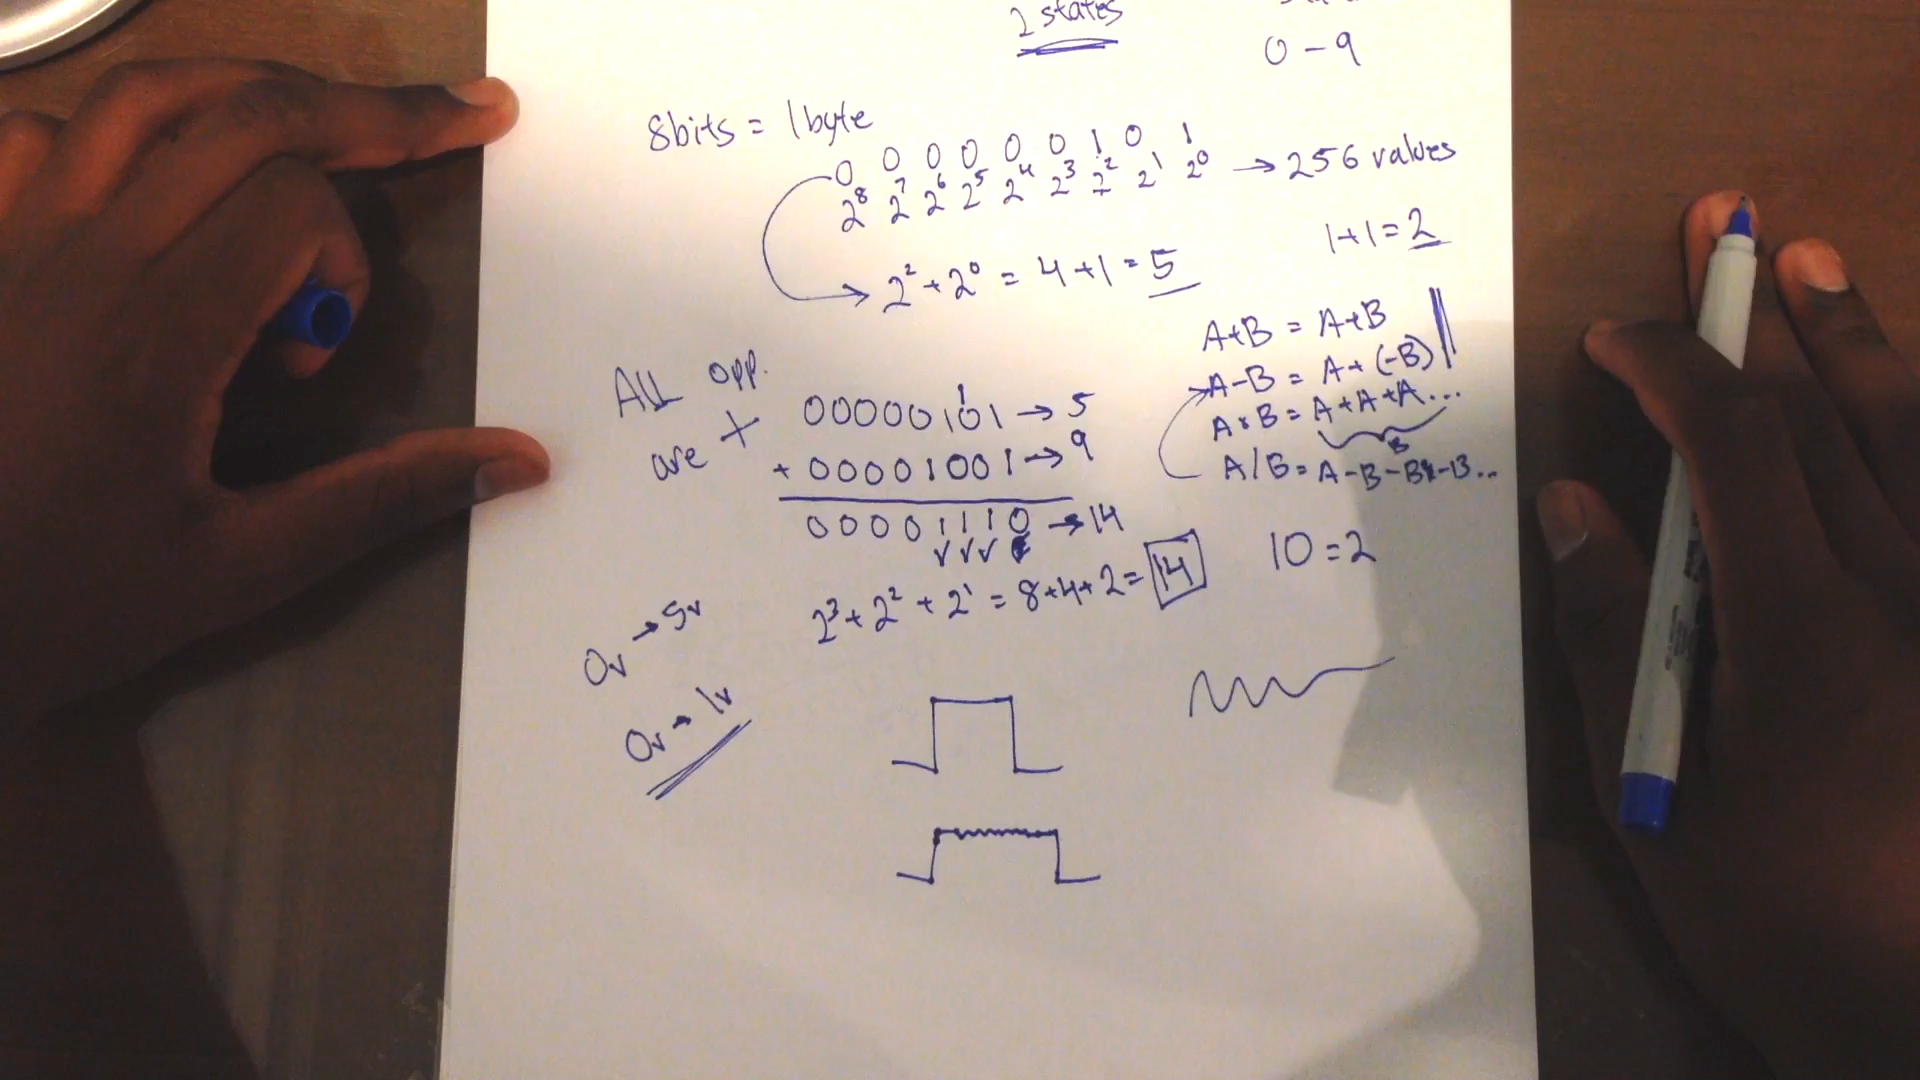 2 states
0 - 9
8bits = 1byte
0 0 0 0 0 0 1 0 1
2⁸ 2⁷ 2⁶ 2⁵ 2⁴ 2³ 2² 2¹ 2⁰ → 256 values
1+1=2
→ 2² + 2⁰ = 4+1 = 5
A+B = A+B
A-B = A+(-B)
A*B = A+A+A...
B
A/B = A-B-B-B...
All opp.
are +
1
00000101 → 5
+ 00001001 → 9
00001110 → 14
2³ + 2² + 2¹ = 8+4+2 = 14
10 = 2
0v → 5v
0v → 1v